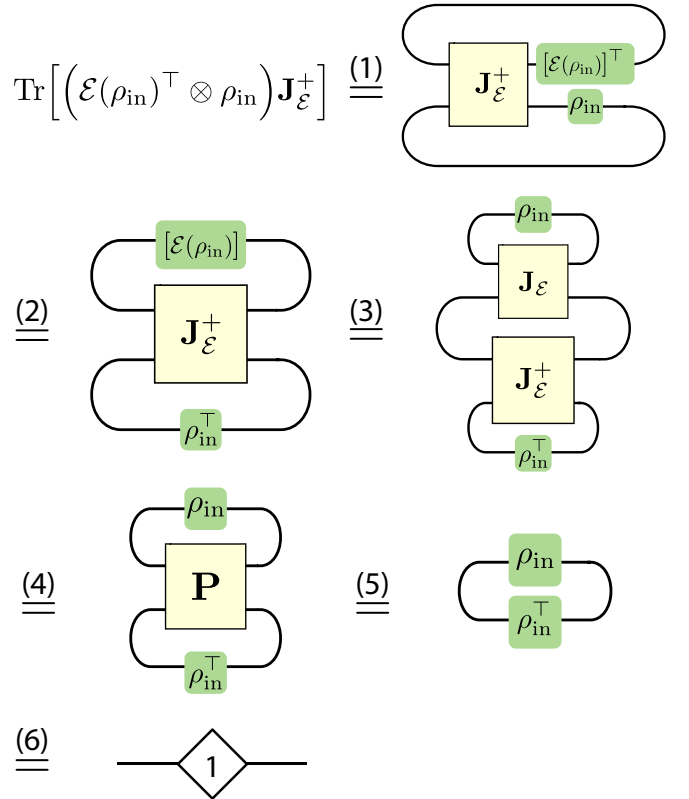 Tr[(ℰ(ρ_in)^⊤ ⊗ ρ_in) J_ℰ^+] (1) = J_ℰ^+ [ℰ(ρ_in)]^⊤ ρ_in
(2) = [ℰ(ρ_in)] J_ℰ^+ ρ_in^⊤
(3) = ρ_in J_ℰ J_ℰ^+ ρ_in^⊤
(4) = ρ_in P ρ_in^⊤
(5) = ρ_in ρ_in^⊤
(6) = 1